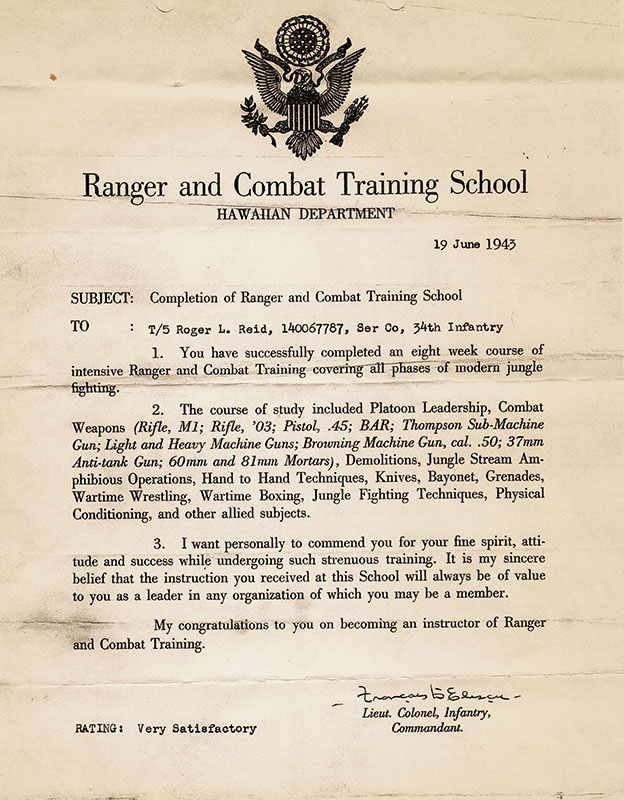 Ranger and Combat Training School
HAWAIIAN DEPARTMENT
19 June 1943
SUBJECT: Completion of Ranger and Combat Training School
TO : T/5 Roger L. Reid, 140067787, Ser Co, 34th Infantry
1. You have successfully completed an eight week course of
intensive Ranger and Combat Training covering all phases of modern jungle
fighting.
2. The course of study included Platoon Leadership, Combat
Weapons (Rifle, M1; Rifle, '03; Pistol, .45; BAR; Thompson Sub-Machine
Gun; Light and Heavy Machine Guns; Browning Machine Gun, cal. .50; 37mm
Anti-tank Gun; 60mm and 81mm Mortars), Demolitions, Jungle Stream Am-
phibious Operations, Hand to Hand Techniques, Knives, Bayonet, Grenades,
Wartime Wrestling, Wartime Boxing, Jungle Fighting Techniques, Physical
Conditioning, and other allied subjects.
3. I want personally to commend you for your fine spirit, atti-
tude and success while undergoing such strenuous training. It is my sincere
belief that the instruction you received at this School will always be of value
to you as a leader in any organization of which you may be a member.
My congratulations to you on becoming an instructor of Ranger
and Combat Training.
Lieut. Colonel, Infantry,
Commandant.
RATING: Very Satisfactory